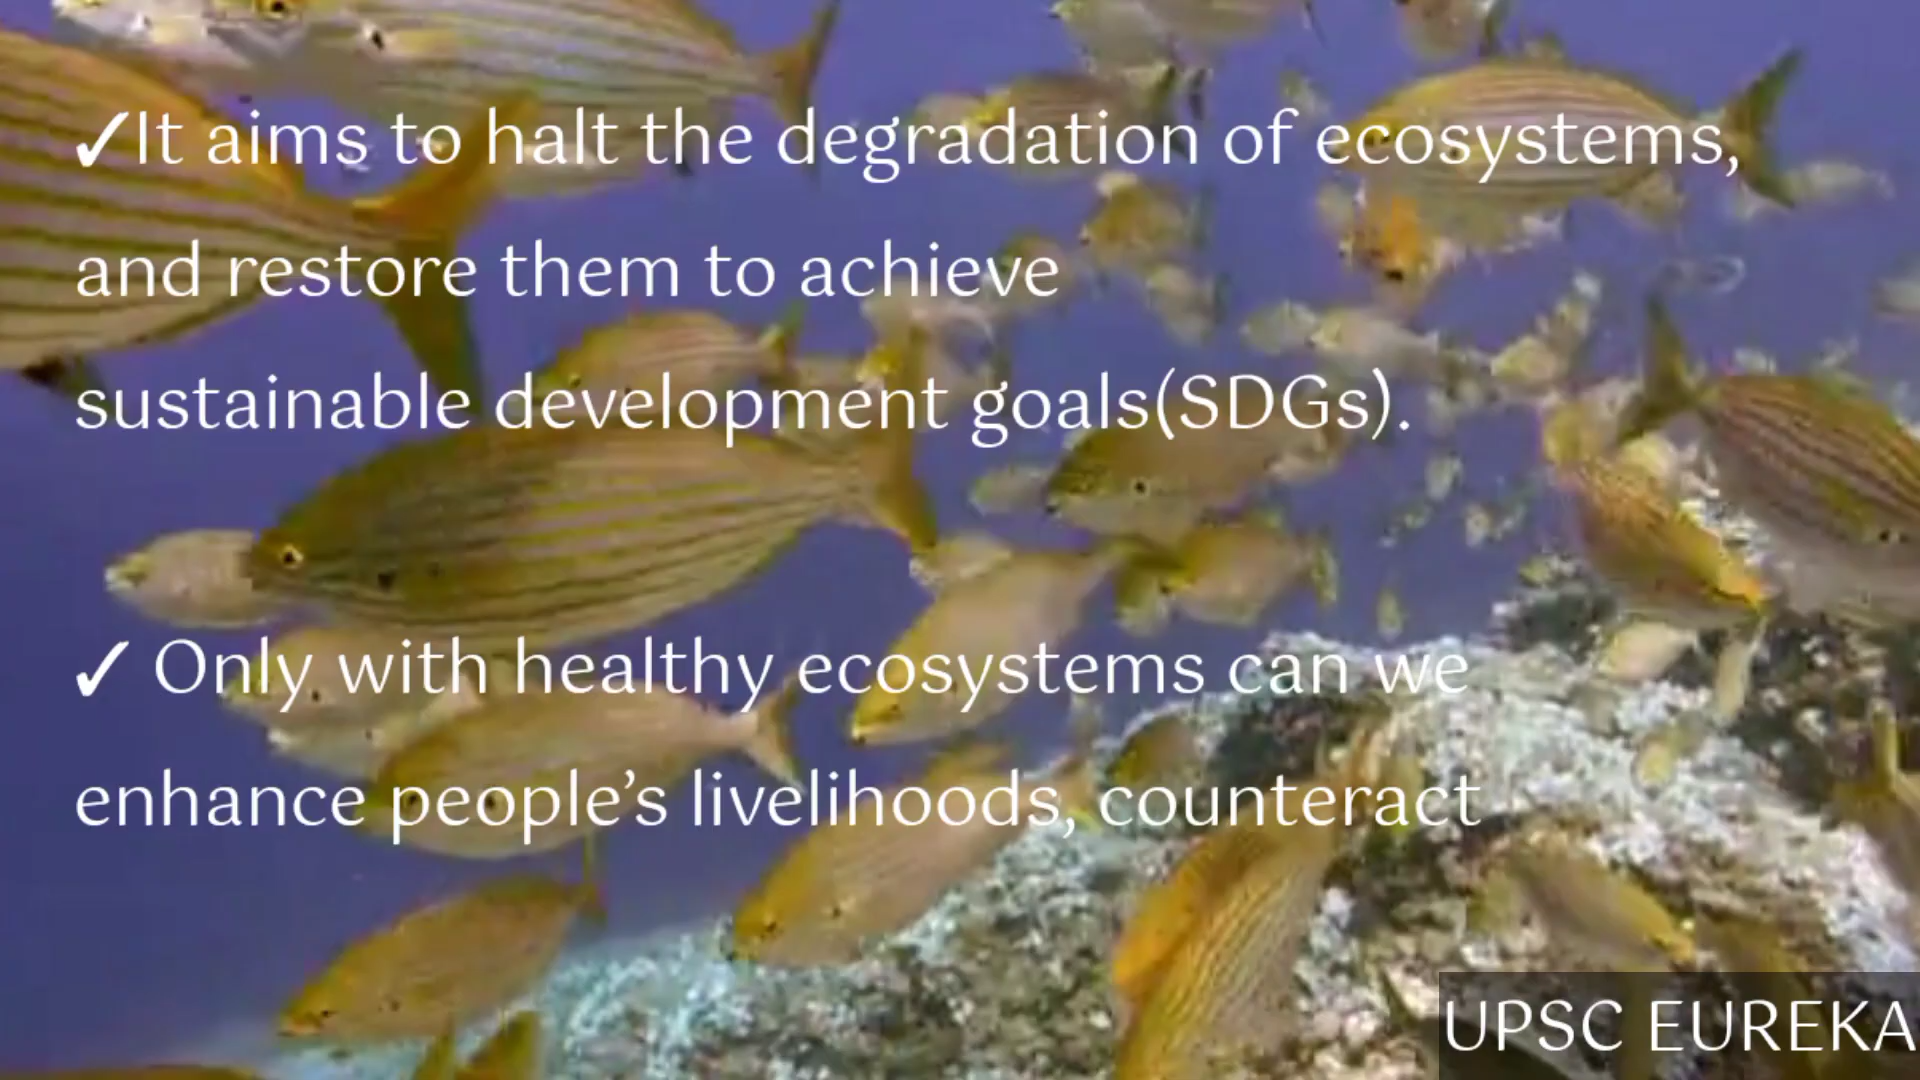 ✓It aims to halt the degradation of ecosystems,
and restore them to achieve
sustainable development goals(SDGs).
✓ Only with healthy ecosystems can we
enhance people’s livelihoods, counteract
UPSC EUREKA